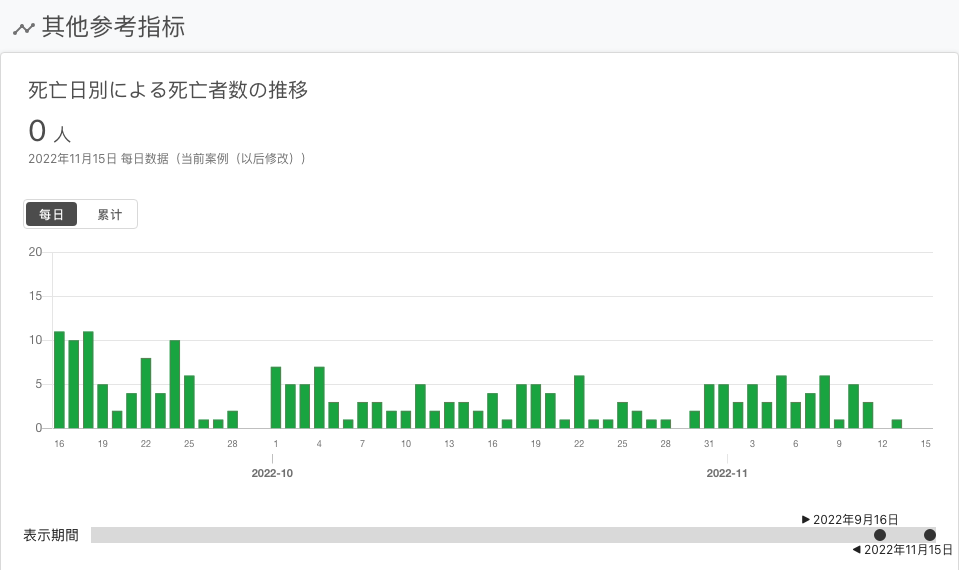 其他参考指标
死亡日別による死亡者数の推移
0 人
2022年11月15日 每日数据（当前案例（以后修改））
每日 累计
20
15
10
5
0
16 19 22 25 28 1 4 7 10 13 16 19 22 25 28 31 3 6 9 12 15
2022-10 2022-11
▶ 2022年9月16日
表示期間
◀ 2022年11月15日